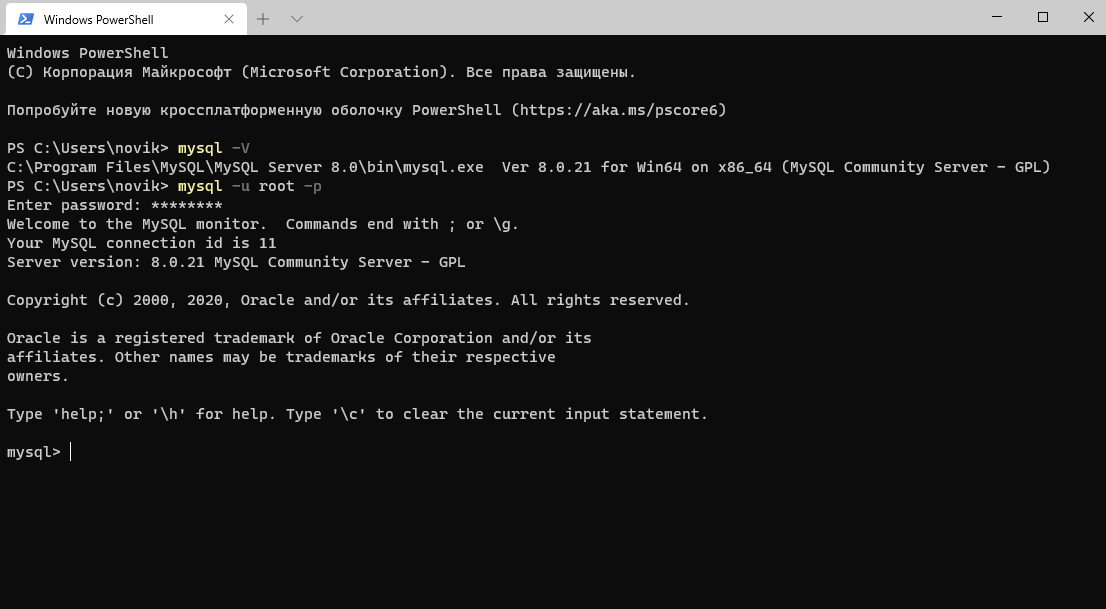 Windows PowerShell
Windows PowerShell
(C) Корпорация Майкрософт (Microsoft Corporation). Все права защищены.
Попробуйте новую кроссплатформенную оболочку PowerShell (https://aka.ms/pscore6)
PS C:\Users\novik> mysql -V
C:\Program Files\MySQL\MySQL Server 8.0\bin\mysql.exe  Ver 8.0.21 for Win64 on x86_64 (MySQL Community Server - GPL)
PS C:\Users\novik> mysql -u root -p
Enter password: ********
Welcome to the MySQL monitor.  Commands end with ; or \g.
Your MySQL connection id is 11
Server version: 8.0.21 MySQL Community Server - GPL
Copyright (c) 2000, 2020, Oracle and/or its affiliates. All rights reserved.
Oracle is a registered trademark of Oracle Corporation and/or its
affiliates. Other names may be trademarks of their respective
owners.
Type 'help;' or '\h' for help. Type '\c' to clear the current input statement.
mysql>